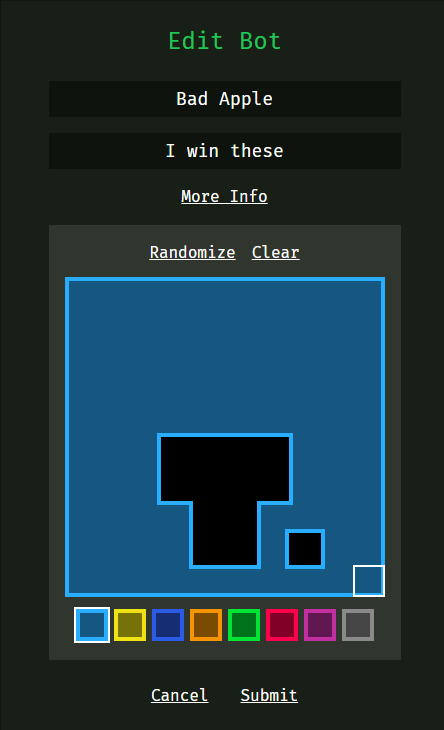 Edit Bot
Bad Apple
I win these
More Info
Randomize Clear
Cancel Submit